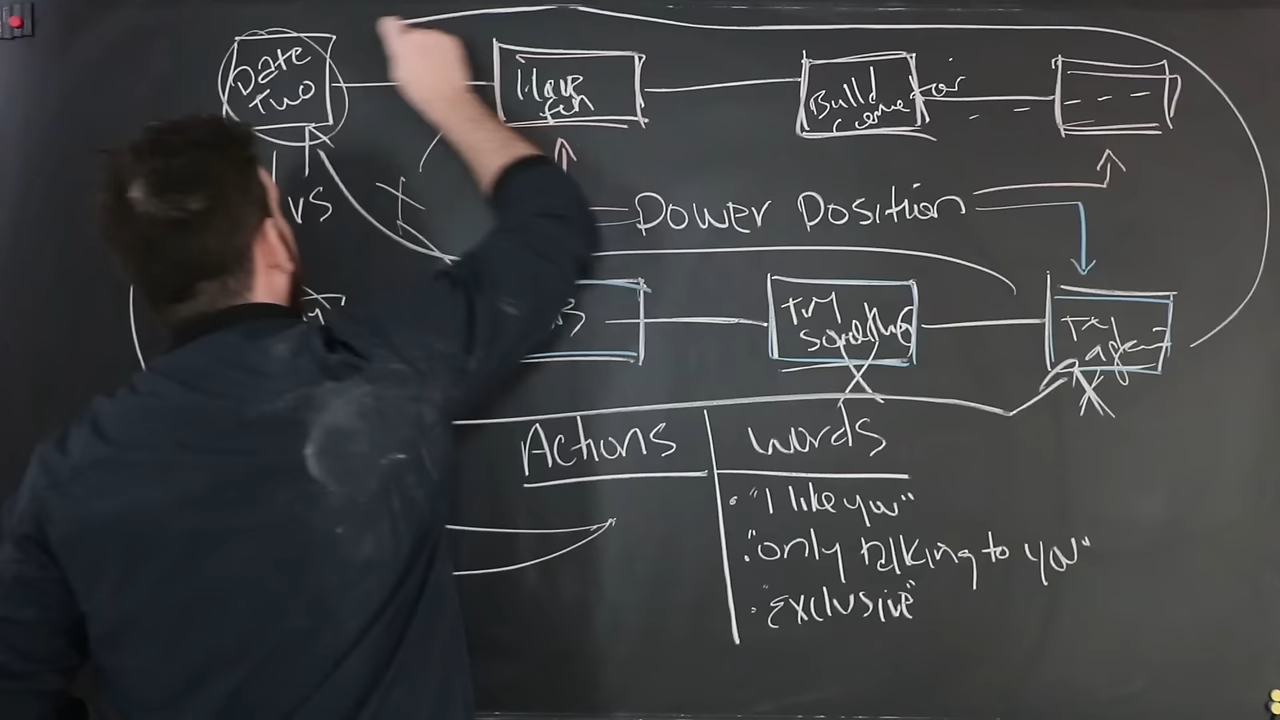 Date
Two
Have
fun
Build
vs
Power Position
Try
something
Try
again
Actions
words
• "I like you"
• "only talking to you"
• "exclusive"